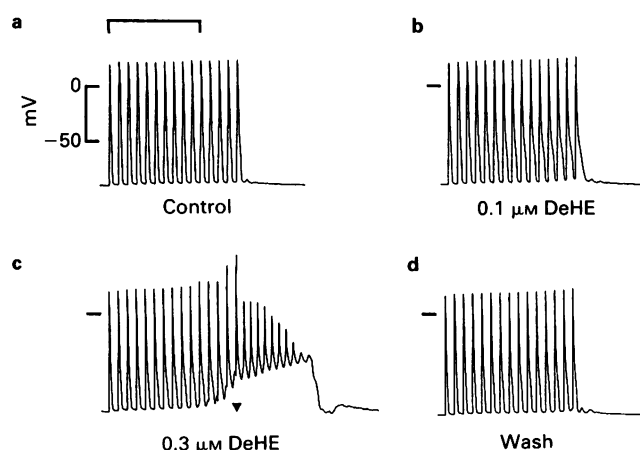 a
b
0
mV
−50
Control
0.1 μM DeHE
c
d
0.3 μM DeHE
Wash